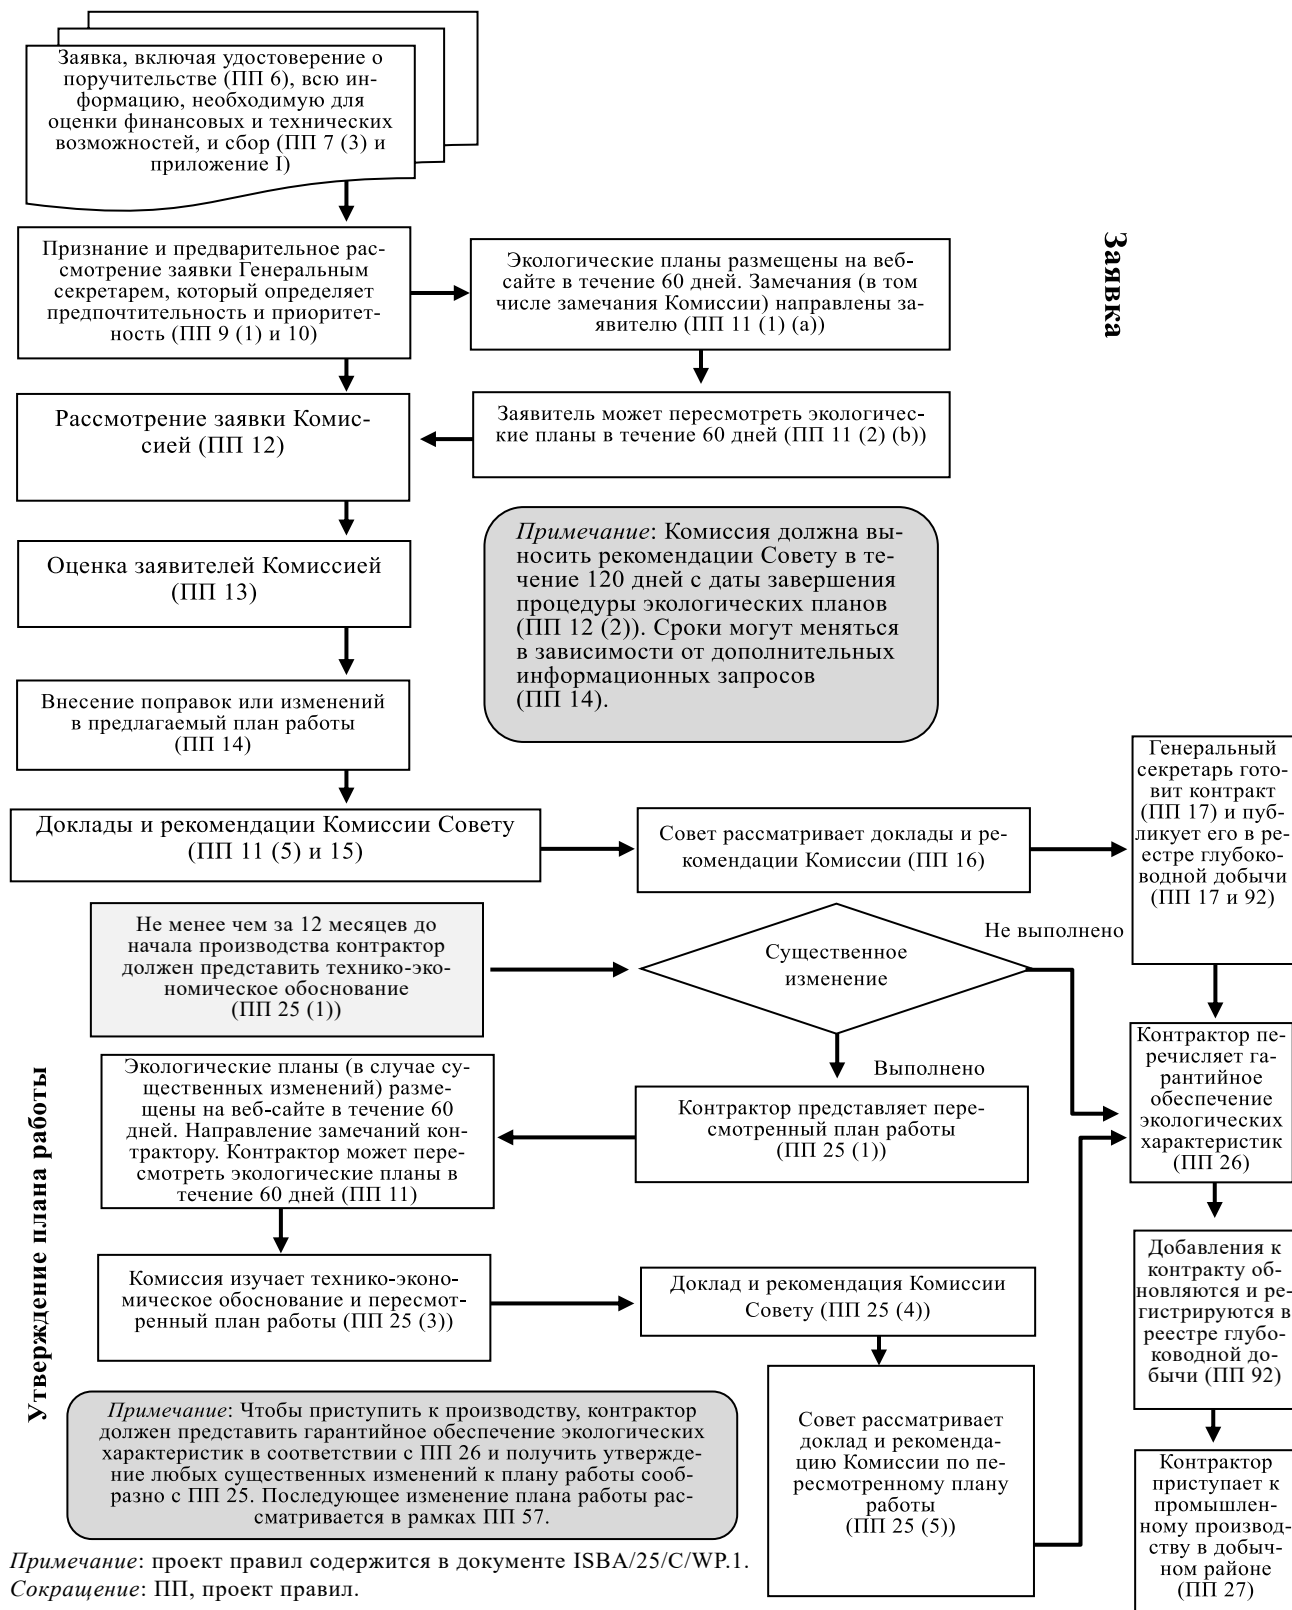 Заявка, включая удостоверение о
поручительстве (ПП 6), всю ин-
формацию, необходимую для
оценки финансовых и технических
возможностей, и сбор (ПП 7 (3) и
приложение I)
Признание и предварительное рас-
смотрение заявки Генеральным
секретарем, который определяет
предпочтительность и приоритет-
ность (ПП 9 (1) и 10)
Экологические планы размещены на веб-
сайте в течение 60 дней. Замечания (в том
числе замечания Комиссии) направлены за-
явителю (ПП 11 (1) (a))
Заявка
Рассмотрение заявки Комис-
сией (ПП 12)
Заявитель может пересмотреть экологичес-
кие планы в течение 60 дней (ПП 11 (2) (b))
Оценка заявителей Комиссией
(ПП 13)
Примечание: Комиссия должна вы-
носить рекомендации Совету в те-
чение 120 дней с даты завершения
процедуры экологических планов
(ПП 12 (2)). Сроки могут меняться
в зависимости от дополнительных
информационных запросов
(ПП 14).
Внесение поправок или изменений
в предлагаемый план работы
(ПП 14)
Доклады и рекомендации Комиссии Совету
(ПП 11 (5) и 15)
Совет рассматривает доклады и ре-
комендации Комиссии (ПП 16)
Генеральный
секретарь гото-
вит контракт
(ПП 17) и пуб-
ликует его в ре-
естре глубоко-
водной добычи
(ПП 17 и 92)
Не менее чем за 12 месяцев до
начала производства контрактор
должен представить технико-эко-
номическое обоснование
(ПП 25 (1))
Существенное
изменение
Не выполнено
Выполнено
Контрактор пе-
речисляет га-
рантийное
обеспечение
экологических
характеристик
(ПП 26)
Утверждение плана работы
Экологические планы (в случае су-
щественных изменений) разме-
щены на веб-сайте в течение 60
дней. Направление замечаний кон-
трактору. Контрактор может пере-
смотреть экологические планы в
течение 60 дней (ПП 11)
Контрактор представляет пере-
смотренный план работы
(ПП 25 (1))
Комиссия изучает технико-эконо-
мическое обоснование и пересмот-
ренный план работы (ПП 25 (3))
Доклад и рекомендация Комиссии
Совету (ПП 25 (4))
Добавления к
контракту об-
новляются и ре-
гистрируются в
реестре глубо-
ководной до-
бычи (ПП 92)
Примечание: Чтобы приступить к производству, контрактор
должен представить гарантийное обеспечение экологических
характеристик в соответствии с ПП 26 и получить утвержде-
ние любых существенных изменений к плану работы сооб-
разно с ПП 25. Последующее изменение плана работы рас-
сматривается в рамках ПП 57.
Совет рассматривает
доклад и рекоменда-
цию Комиссии по пе-
ресмотренному плану
работы
(ПП 25 (5))
Контрактор
приступает к
промышлен-
ному производ-
ству в добыч-
ном районе
(ПП 27)
Примечание: проект правил содержится в документе ISBA/25/C/WP.1.
Сокращение: ПП, проект правил.